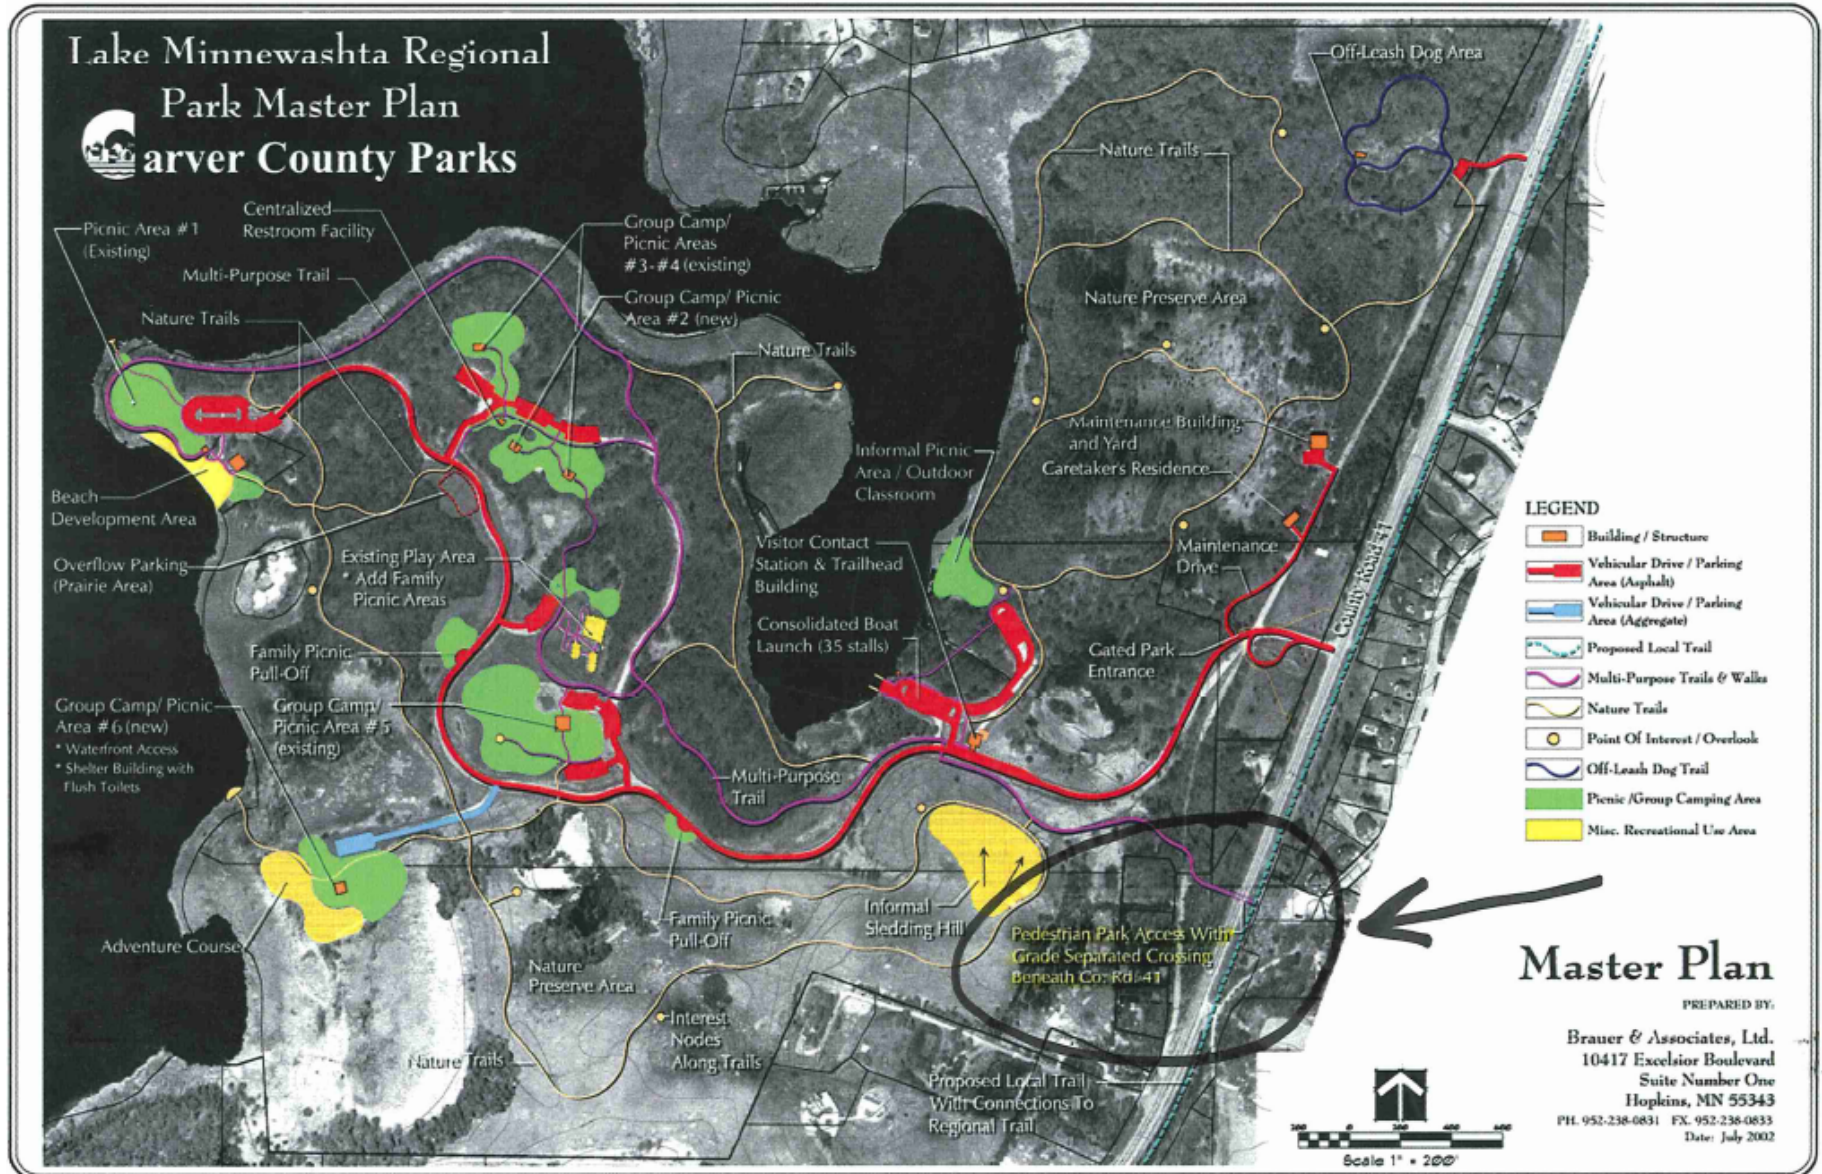 Lake Minnewashta Regional
Park Master Plan
Carver County Parks
Off-Leash Dog Area
Nature Trails
Centralized
Restroom Facility
Picnic Area #1
(Existing)
Group Camp/
Picnic Areas
#3-#4 (existing)
Multi-Purpose Trail
Group Camp/ Picnic
Area #2 (new)
Nature Trails
Nature Preserve Area
Nature Trails
Maintenance Building
and Yard
Caretaker's Residence
Informal Picnic
Area / Outdoor
Classroom
Beach
Development Area
Overflow Parking
(Prairie Area)
Existing Play Area
* Add Family
Picnic Areas
Visitor Contact
Station & Trailhead
Building
Maintenance
Drive
County Road 41
Consolidated Boat
Launch (35 stalls)
Family Picnic
Pull-Off
Gated Park
Entrance
Group Camp/ Picnic
Area #6 (new)
* Waterfront Access
* Shelter Building with
Flush Toilets
Group Camp/
Picnic Area #5
(existing)
Multi-Purpose
Trail
Adventure Course
Informal
Sledding Hill
Family Picnic
Pull-Off
Pedestrian Park Access With
Grade Separated Crossing
Beneath Co. Rd. 41
Nature
Preserve Area
Interest
Nodes
Along Trails
Nature Trails
Proposed Local Trail
With Connections To
Regional Trail
LEGEND
Building / Structure
Vehicular Drive / Parking
Area (Asphalt)
Vehicular Drive / Parking
Area (Aggregate)
Proposed Local Trail
Multi-Purpose Trails & Walks
Nature Trails
Point Of Interest / Overlook
Off-Leash Dog Trail
Picnic /Group Camping Area
Misc. Recreational Use Area
Master Plan
PREPARED BY:
Brauer & Associates, Ltd.
10417 Excelsior Boulevard
Suite Number One
Hopkins, MN 55343
PH. 952-238-0831 FX. 952-238-0833
Date: July 2002
200 0 200 400 600
Scale 1" = 200'